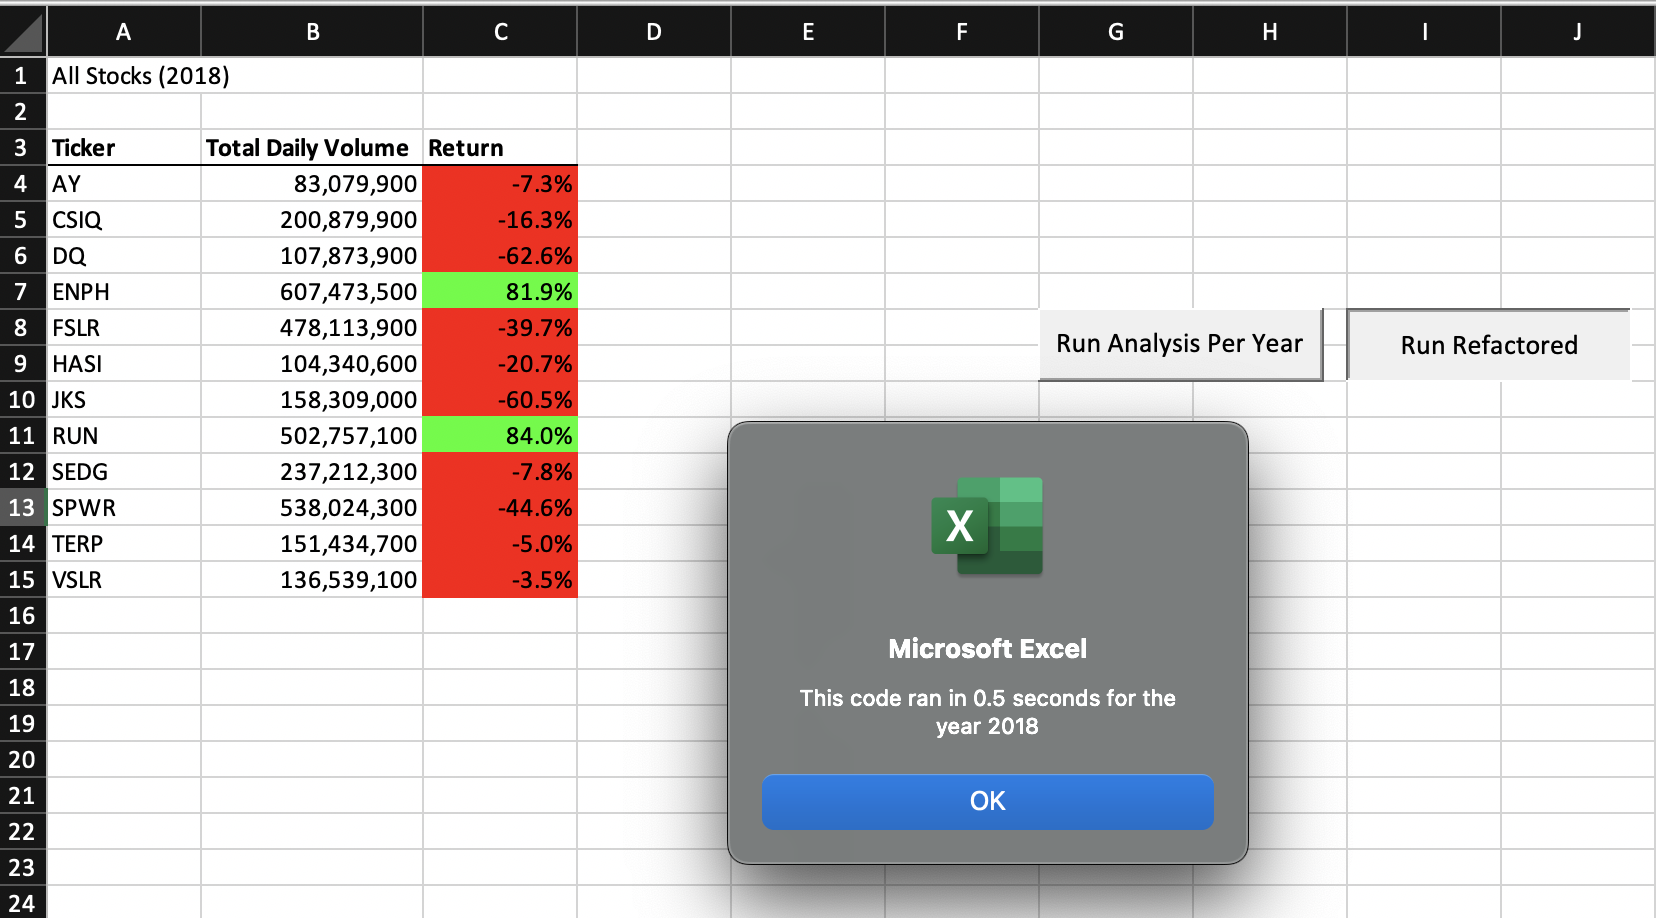 A B C D E F G H I J
1 All Stocks (2018)
2
3 Ticker Total Daily Volume Return
4 AY 83,079,900 -7.3%
5 CSIQ 200,879,900 -16.3%
6 DQ 107,873,900 -62.6%
7 ENPH 607,473,500 81.9%
8 FSLR 478,113,900 -39.7%
9 HASI 104,340,600 -20.7%
10 JKS 158,309,000 -60.5%
11 RUN 502,757,100 84.0%
12 SEDG 237,212,300 -7.8%
13 SPWR 538,024,300 -44.6%
14 TERP 151,434,700 -5.0%
15 VSLR 136,539,100 -3.5%
16
17
18
19
20
21
22
23
24
Run Analysis Per Year
Run Refactored
X
Microsoft Excel
This code ran in 0.5 seconds for the
year 2018
OK